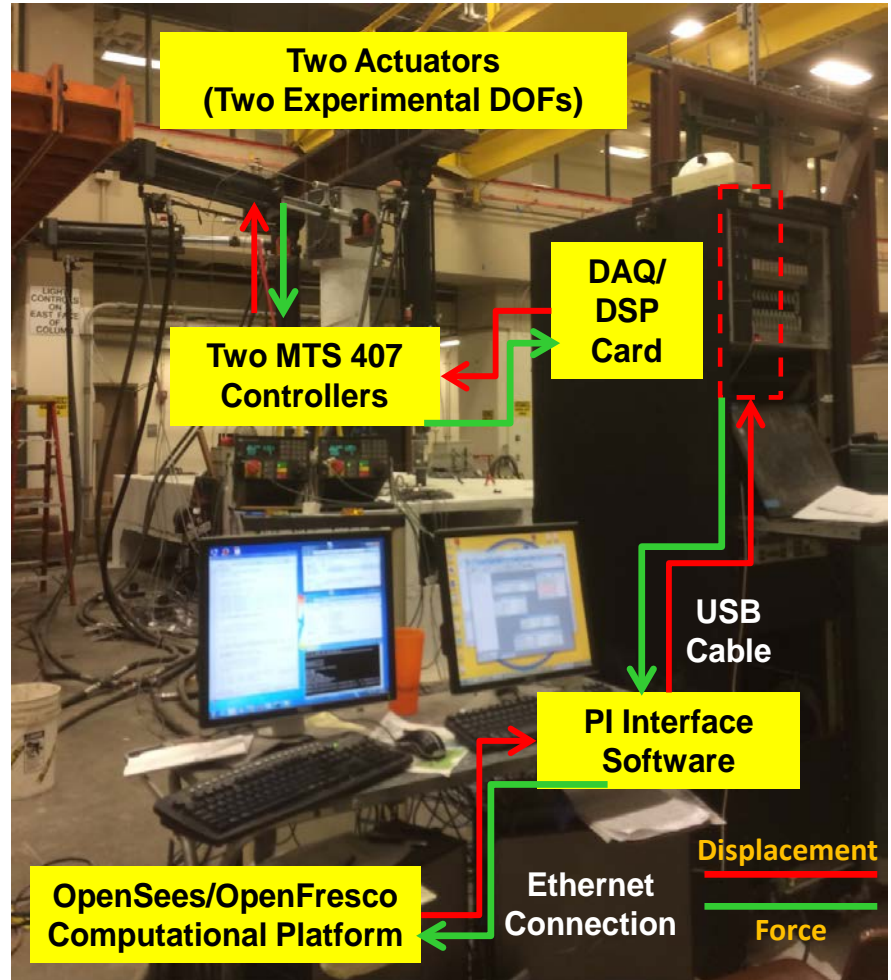 Two Actuators
(Two Experimental DOFs)
DAQ/
DSP
Card
LIGHT
CONTROLS
ON
EAST FACE
OF
COLUMN
Two MTS 407
Controllers
USB
Cable
PI Interface
Software
Displacement
OpenSees/OpenFresco
Computational Platform
Ethernet
Connection
Force